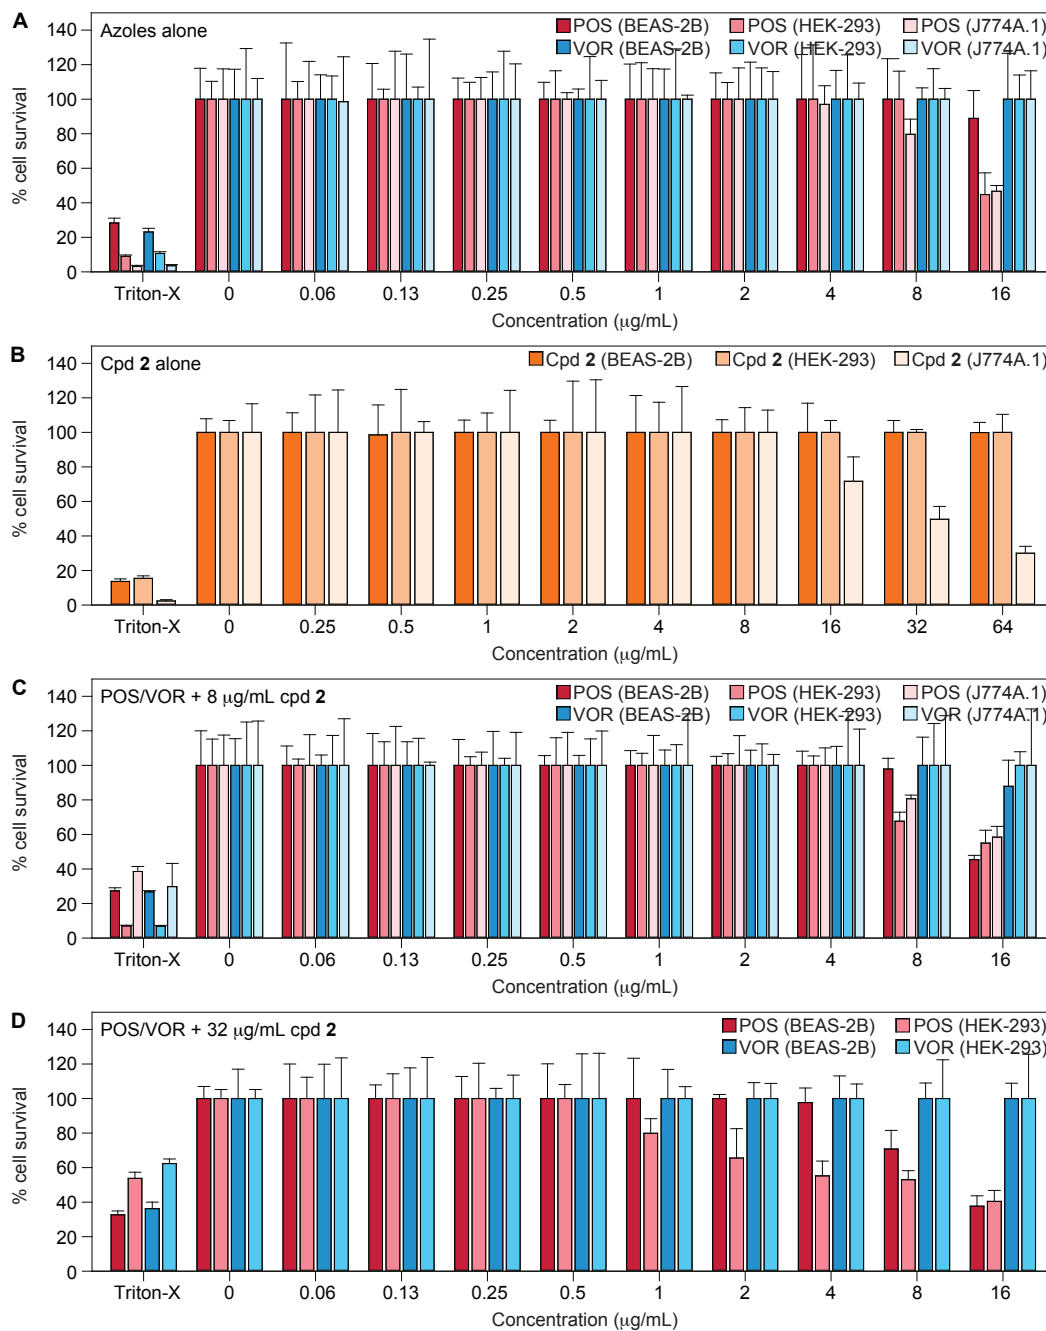 A
Azoles alone
POS (BEAS-2B) POS (HEK-293) POS (J774A.1)
VOR (BEAS-2B) VOR (HEK-293) VOR (J774A.1)
140
120
100
80
60
40
20
0
% cell survival
Triton-X 0 0.06 0.13 0.25 0.5 1 2 4 8 16
Concentration (μg/mL)
B
Cpd 2 alone
Cpd 2 (BEAS-2B) Cpd 2 (HEK-293) Cpd 2 (J774A.1)
140
120
100
80
60
40
20
0
% cell survival
Triton-X 0 0.25 0.5 1 2 4 8 16 32 64
Concentration (μg/mL)
C
POS/VOR + 8 μg/mL cpd 2
POS (BEAS-2B) POS (HEK-293) POS (J774A.1)
VOR (BEAS-2B) VOR (HEK-293) VOR (J774A.1)
140
120
100
80
60
40
20
0
% cell survival
Triton-X 0 0.06 0.13 0.25 0.5 1 2 4 8 16
Concentration (μg/mL)
D
POS/VOR + 32 μg/mL cpd 2
POS (BEAS-2B) POS (HEK-293)
VOR (BEAS-2B) VOR (HEK-293)
140
120
100
80
60
40
20
0
% cell survival
Triton-X 0 0.06 0.13 0.25 0.5 1 2 4 8 16
Concentration (μg/mL)